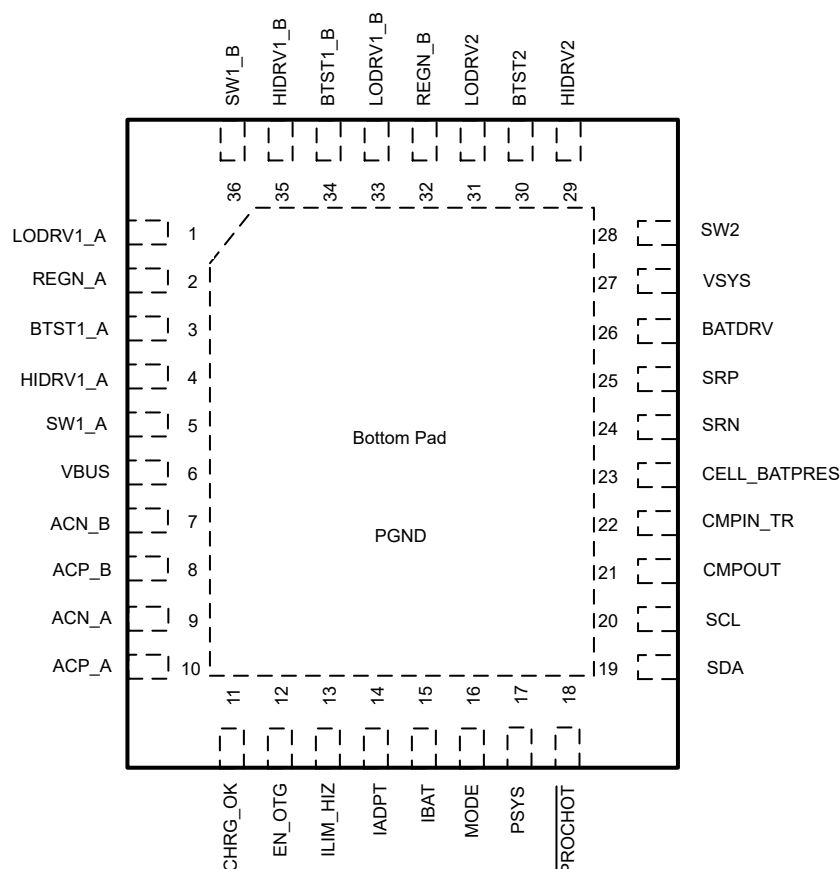 SW1_B
HIDRV1_B
BTST1_B
LODRV1_B
REGN_B
LODRV2
BTST2
HIDRV2
36
35
34
33
32
31
30
29
LODRV1_A 1
REGN_A 2
BTST1_A 3
HIDRV1_A 4
SW1_A 5
VBUS 6
ACN_B 7
ACP_B 8
ACN_A 9
ACP_A 10
Bottom Pad
PGND
28 SW2
27 VSYS
26 BATDRV
25 SRP
24 SRN
23 CELL_BATPRES
22 CMPIN_TR
21 CMPOUT
20 SCL
19 SDA
11
12
13
14
15
16
17
18
CHRG_OK
EN_OTG
ILIM_HIZ
IADPT
IBAT
MODE
PSYS
PROCHOT